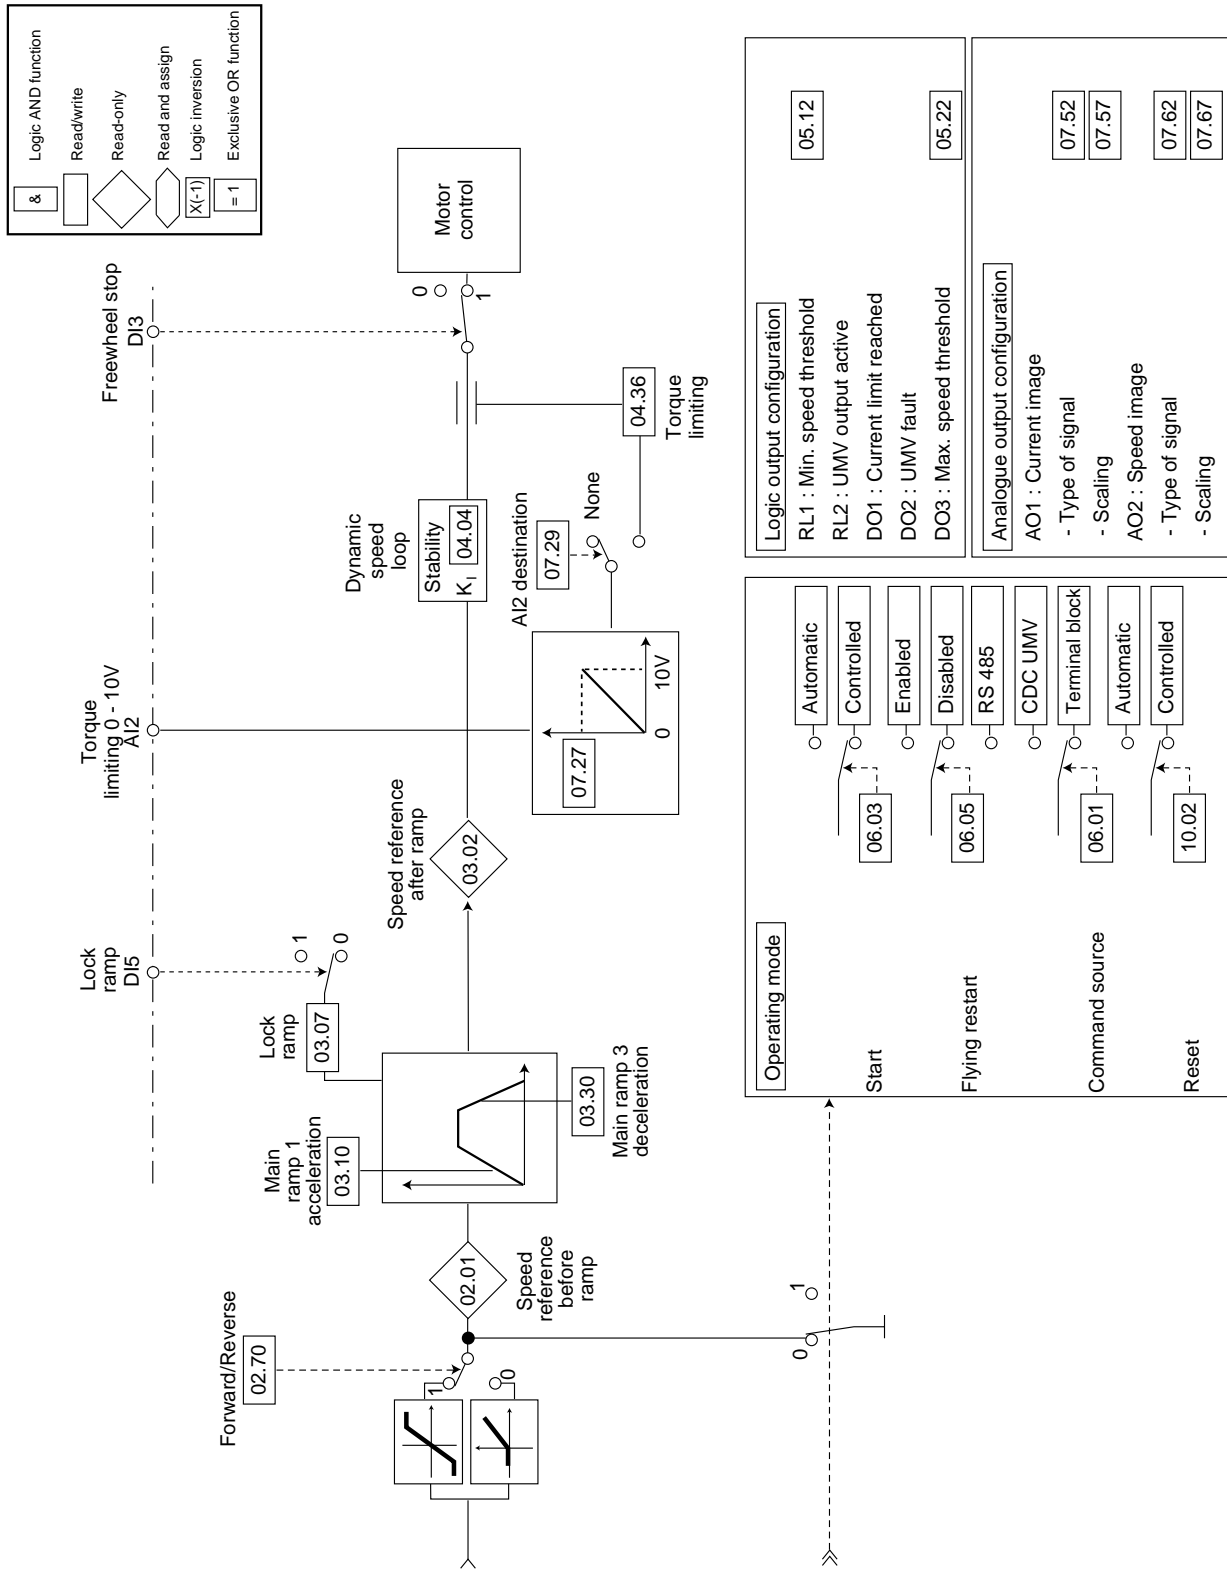 &
Logic AND function
Read/write
Read-only
Read and assign
X(-1)
Logic inversion
= 1
Exclusive OR function
Lock
ramp
DI5
Torque
limiting 0 - 10V
AI2
Freewheel stop
DI3
Forward/Reverse
02.70
1
0
02.01
Speed
reference
before
ramp
Main
ramp 1
acceleration
03.10
Lock
ramp
03.07
1
0
03.30
Main ramp 3
deceleration
Speed reference
after ramp
03.02
07.27
0
10V
AI2 destination
07.29
None
Dynamic
speed
loop
Stability
KI 04.04
04.36
Torque
limiting
0
1
Motor
control
0
1
Operating mode
Start
06.03
Automatic
Controlled
Flying restart
06.05
Enabled
Disabled
Command source
06.01
RS 485
CDC UMV
Terminal block
Reset
10.02
Automatic
Controlled
Logic output configuration
RL1 : Min. speed threshold 05.12
RL2 : UMV output active
DO1 : Current limit reached
DO2 : UMV fault
DO3 : Max. speed threshold 05.22
Analogue output configuration
AO1 : Current image
- Type of signal 07.52
- Scaling 07.57
AO2 : Speed image
- Type of signal 07.62
- Scaling 07.67